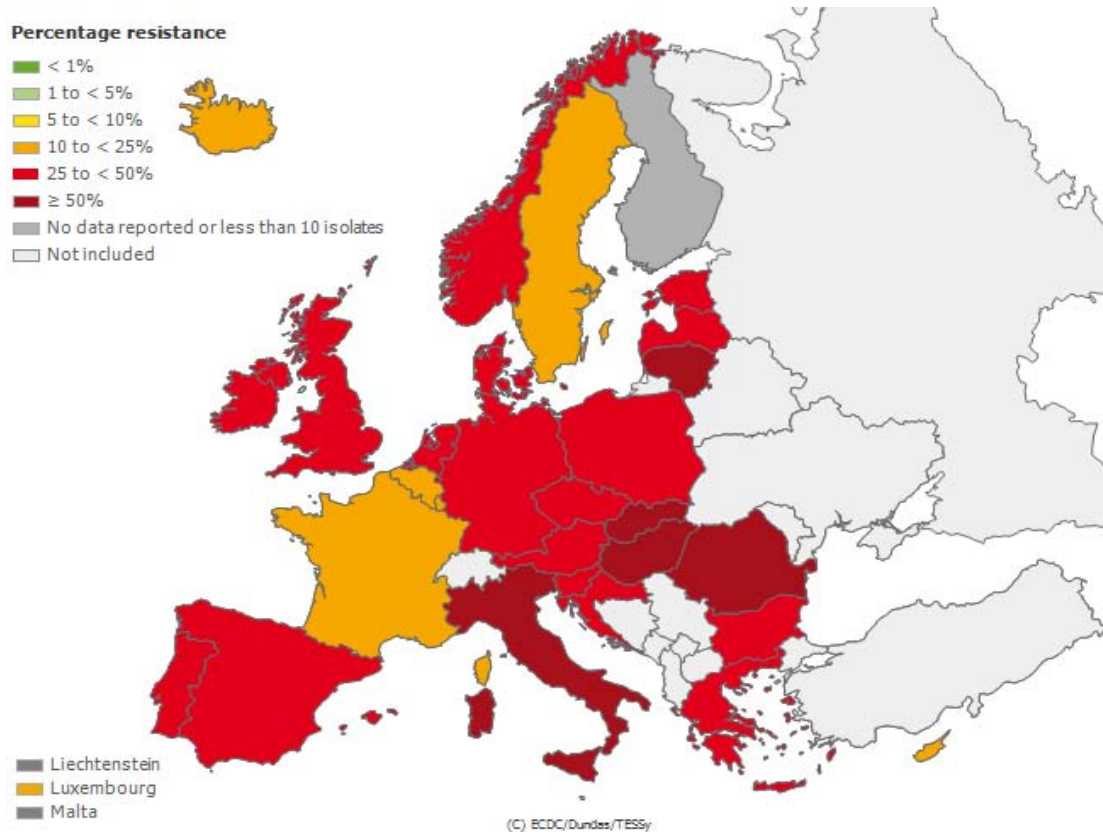 Percentage resistance
< 1%
1 to < 5%
5 to < 10%
10 to < 25%
25 to < 50%
≥ 50%
No data reported or less than 10 isolates
Not included
Liechtenstein
Luxembourg
Malta
(C) ECDC/Dundas/TESSy